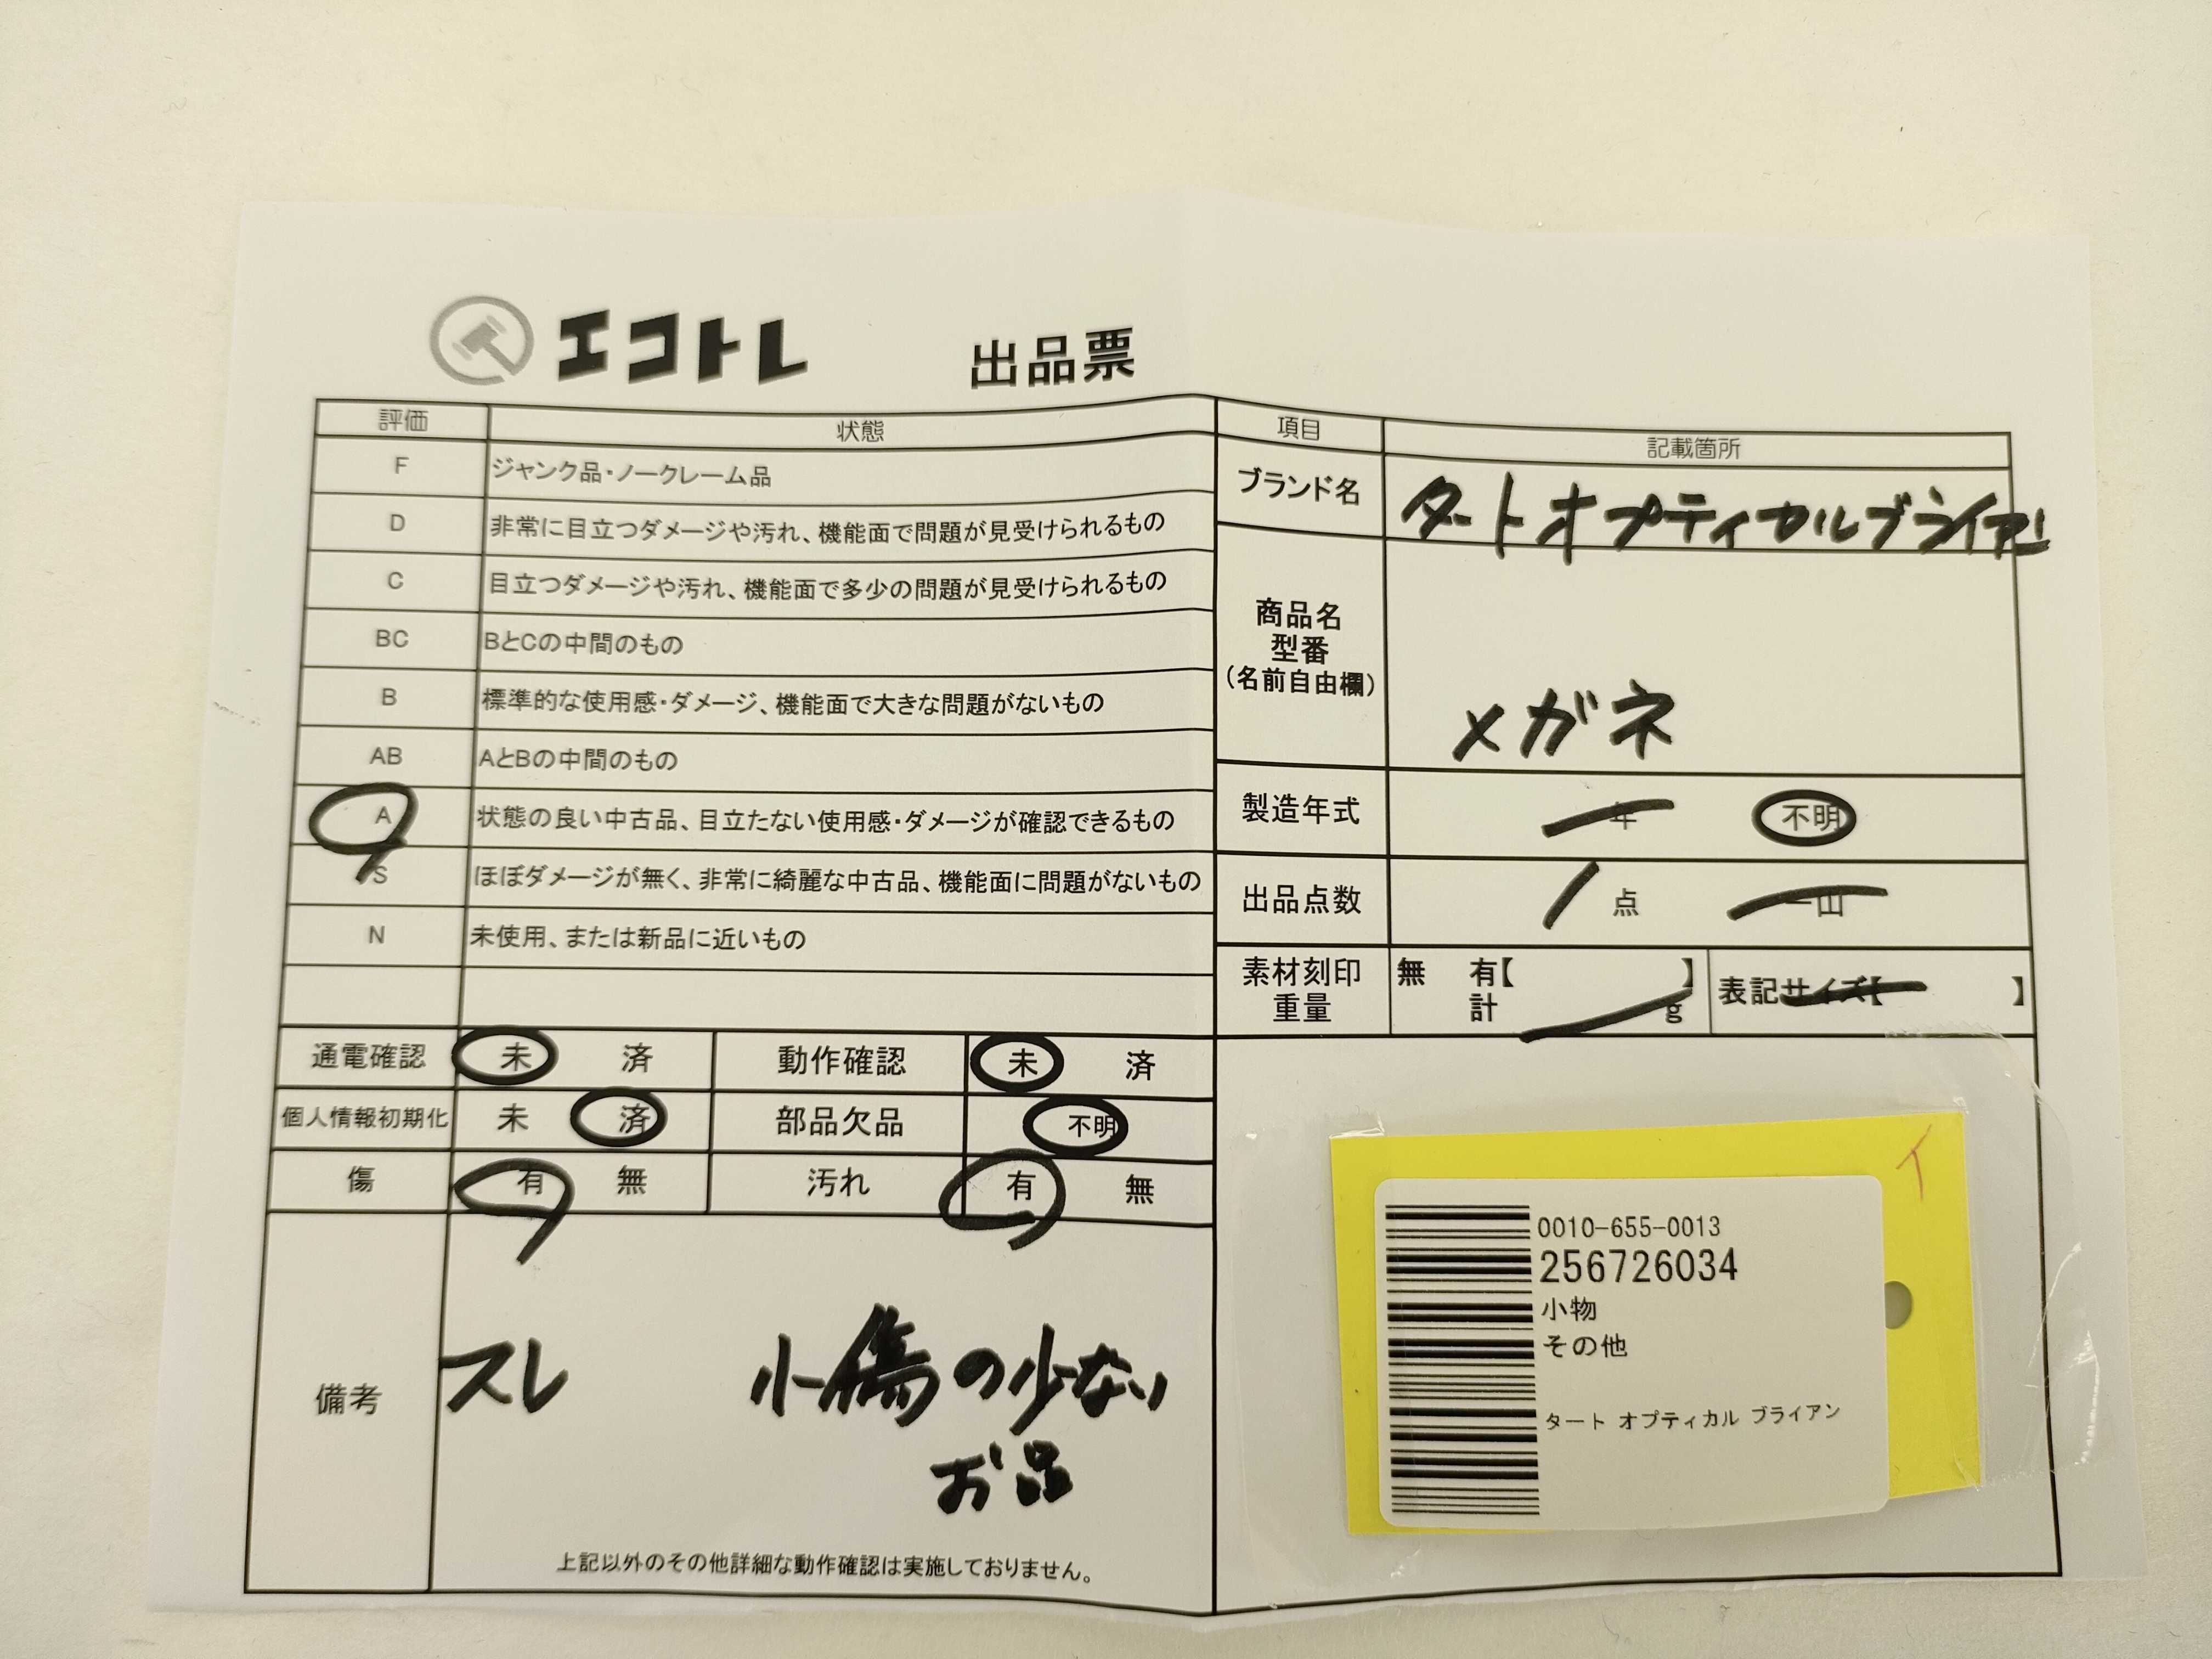 エコトレ 出品票
評価 状態
F ジャンク品・ノークレーム品
D 非常に目立つダメージや汚れ、機能面で問題が見受けられるもの
C 目立つダメージや汚れ、機能面で多少の問題が見受けられるもの
BC BとCの中間のもの
B 標準的な使用感・ダメージ、機能面で大きな問題がないもの
AB AとBの中間のもの
A 状態の良い中古品、目立たない使用感・ダメージが確認できるもの
S ほぼダメージが無く、非常に綺麗な中古品、機能面に問題がないもの
N 未使用、または新品に近いもの
通電確認 未 済 動作確認 未 済
個人情報初期化 未 済 部品欠品 不明
傷 有 無 汚れ 有 無
備考
スレ 小傷の少ない
お品
上記以外のその他詳細な動作確認は実施しておりません。
項目 記載箇所
ブランド名 タートオプティカルブライアン
商品名
型番
(名前自由欄)
メガネ
製造年式 年 不明
出品点数 1 点 一山
素材刻印 無 有【 】
重量 計 g
表記サイズ【 】
イ
0010-655-0013
256726034
小物
その他
タート オプティカル ブライアン